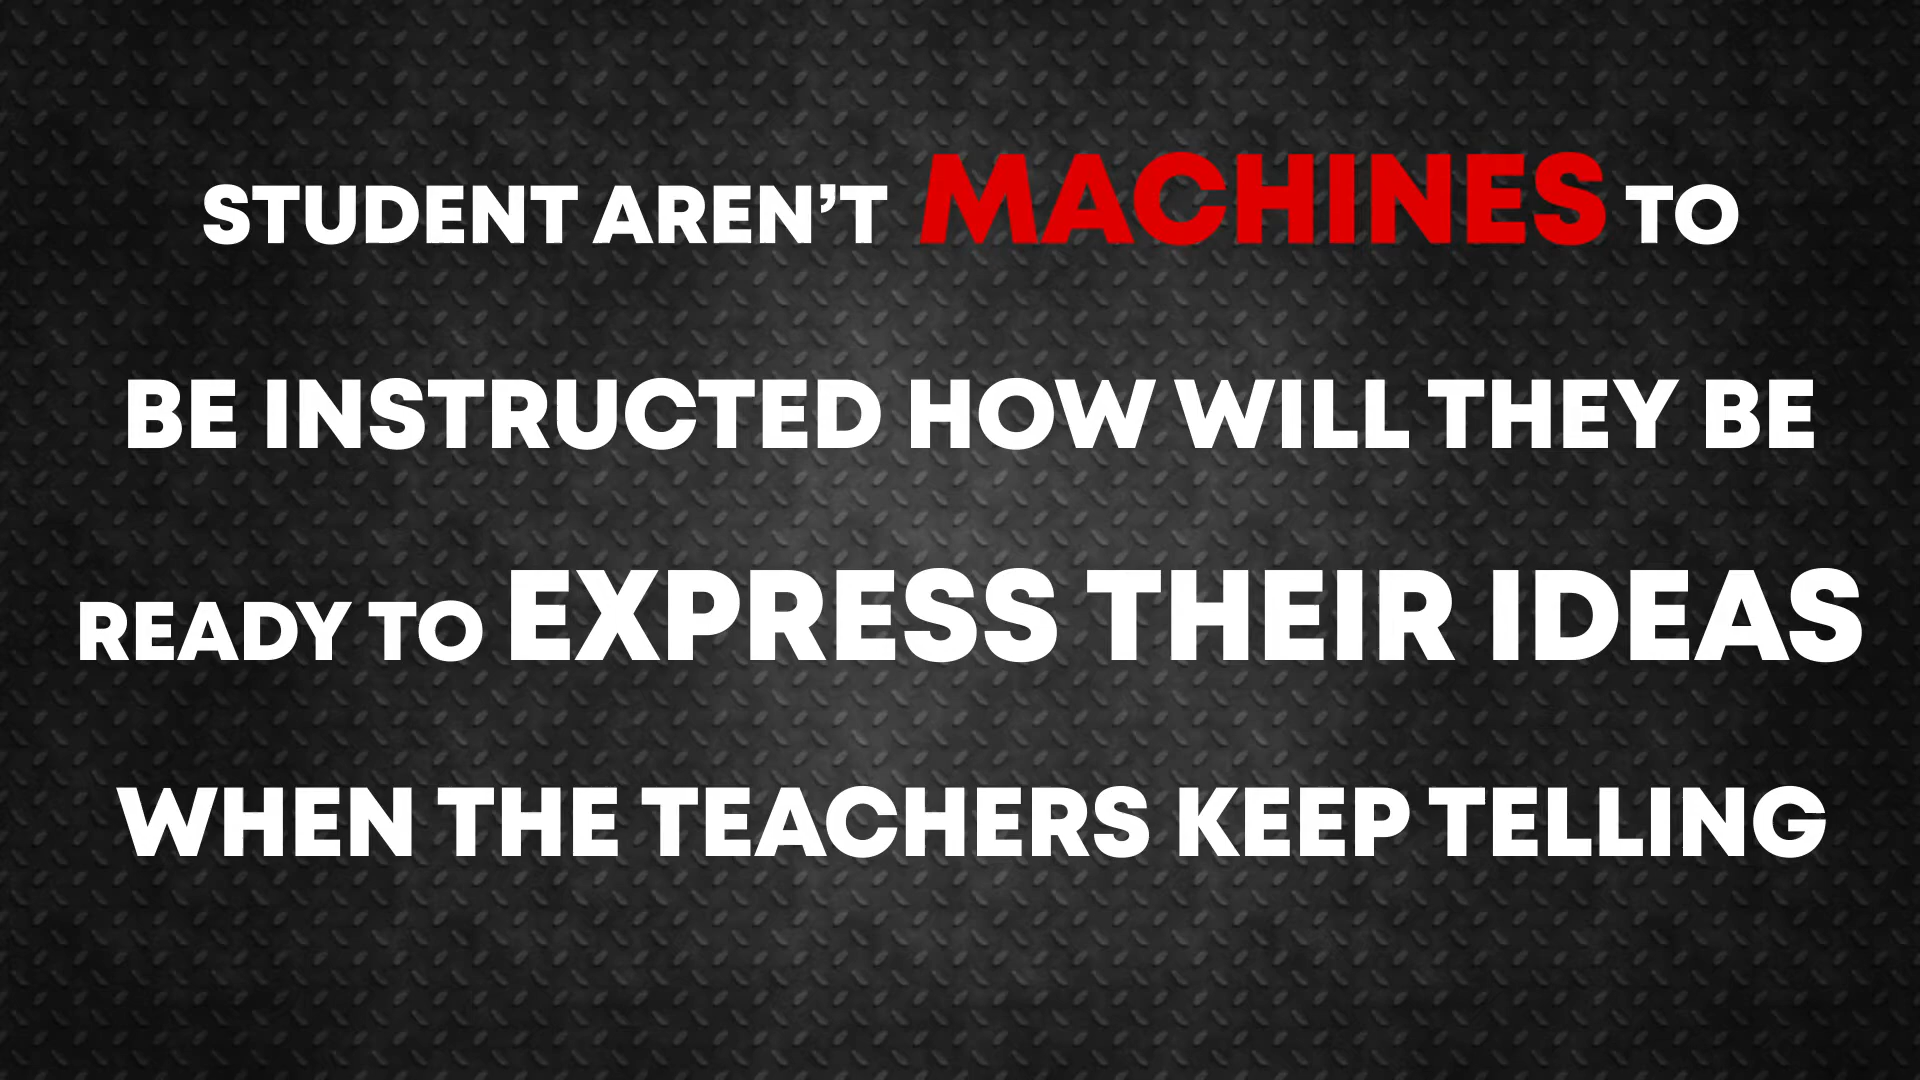 STUDENT AREN’T MACHINES TO
BE INSTRUCTED HOW WILL THEY BE
READY TO EXPRESS THEIR IDEAS
WHEN THE TEACHERS KEEP TELLING